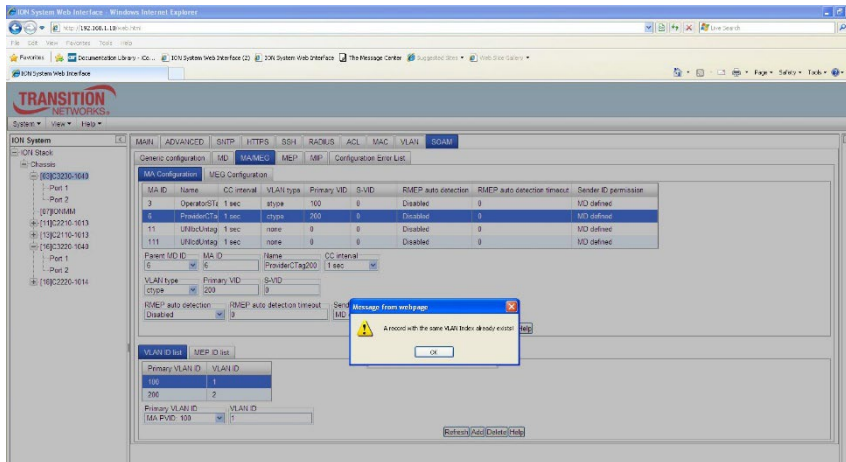 ION System Web Interface - Windows Internet Explorer
http://192.168.1.10/web.html
Live Search
File Edit View Favorites Tools Help
Favorites Documentation Library - iCo... ION System Web Interface (2) ION System Web Interface The Message Center Suggested Sites Web Slice Gallery
ION System Web Interface
Page Safety Tools
TRANSITION
NETWORKS
System View Help
ION System
ION Stack
Chassis
[03]C3230-1040
Port 1
Port 2
[07]IONMM
[11]C2210-1013
[13]C2110-1013
[16]C3220-1040
Port 1
Port 2
[18]C2220-1014
MAIN ADVANCED SNTP HTTPS SSH RADIUS ACL MAC VLAN SOAM
Generic configuration MD MA/MEG MEP MIP Configuration Error List
MA Configuration MEG Configuration
MA ID Name CC interval VLAN type Primary VID S-VID RMEP auto detection RMEP auto detection timeout Sender ID permission
3 OperatorSTa 1 sec stype 100 0 Disabled 0 MD defined
6 ProviderCTa 1 sec ctype 200 0 Disabled 0 MD defined
11 1 sec none 0 0 Disabled 0 MD defined
111 1 sec none 0 0 Disabled 0 MD defined
Parent MD ID MA ID Name CC interval
6 6 ProviderCTag200 1 sec
VLAN type Primary VID S-VID
ctype 200 0
RMEP auto detection RMEP auto detection timeout Send
Disabled 0 MD
Help
Message from webpage
A record with the same VLAN Index already exists!
OK
VLAN ID list MEP ID list
Primary VLAN ID VLAN ID
100 1
200 2
Primary VLAN ID VLAN ID
MA PVID: 100 1
Refresh Add Delete Help